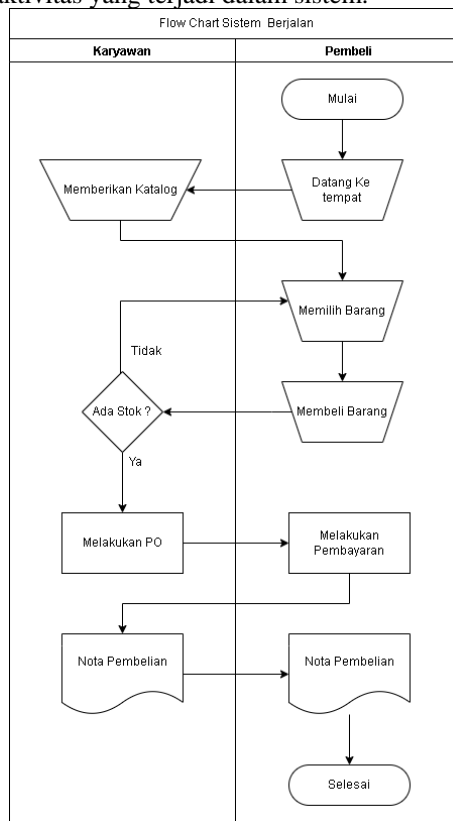 aktivitas yang terjadi dalam sistem.
Flow Chart Sistem Berjalan
Karyawan
Pembeli
Mulai
Memberikan Katalog
Datang Ke
tempat
Memilih Barang
Tidak
Ada Stok ?
Membeli Barang
Ya
Melakukan PO
Melakukan
Pembayaran
Nota Pembelian
Nota Pembelian
Selesai